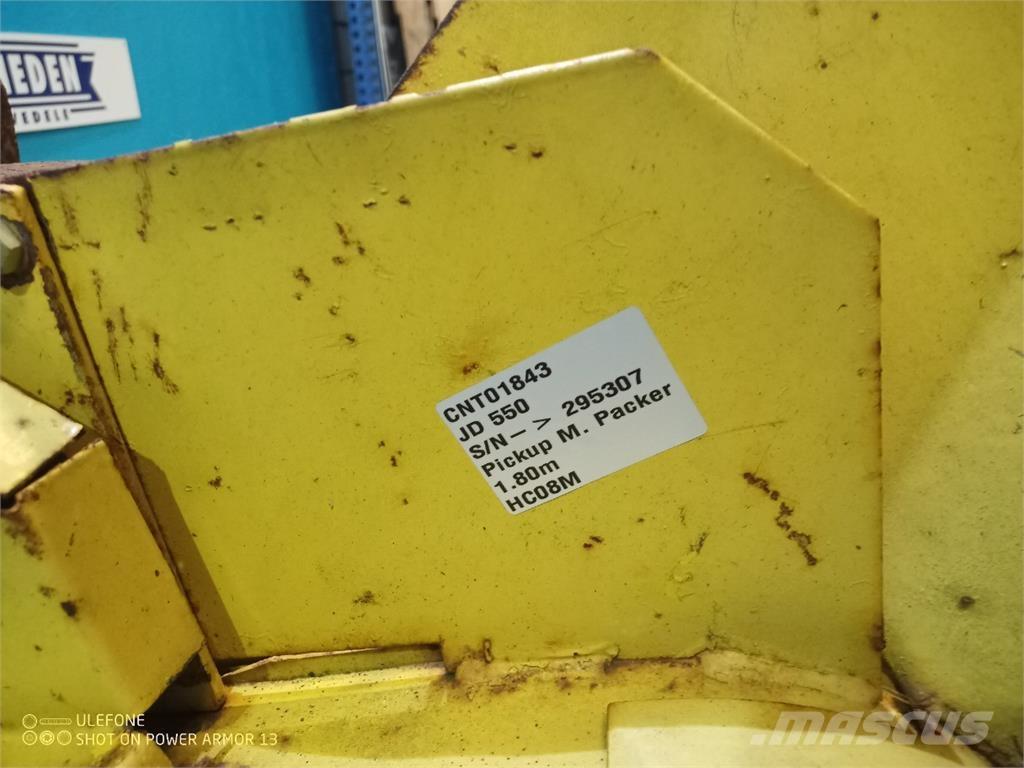 CNT01843
JD 550
S/N-> 295307
Pickup M. Packer
1.80m
HC08M
ULEFONE
SHOT ON POWER ARMOR 13
MASCUS